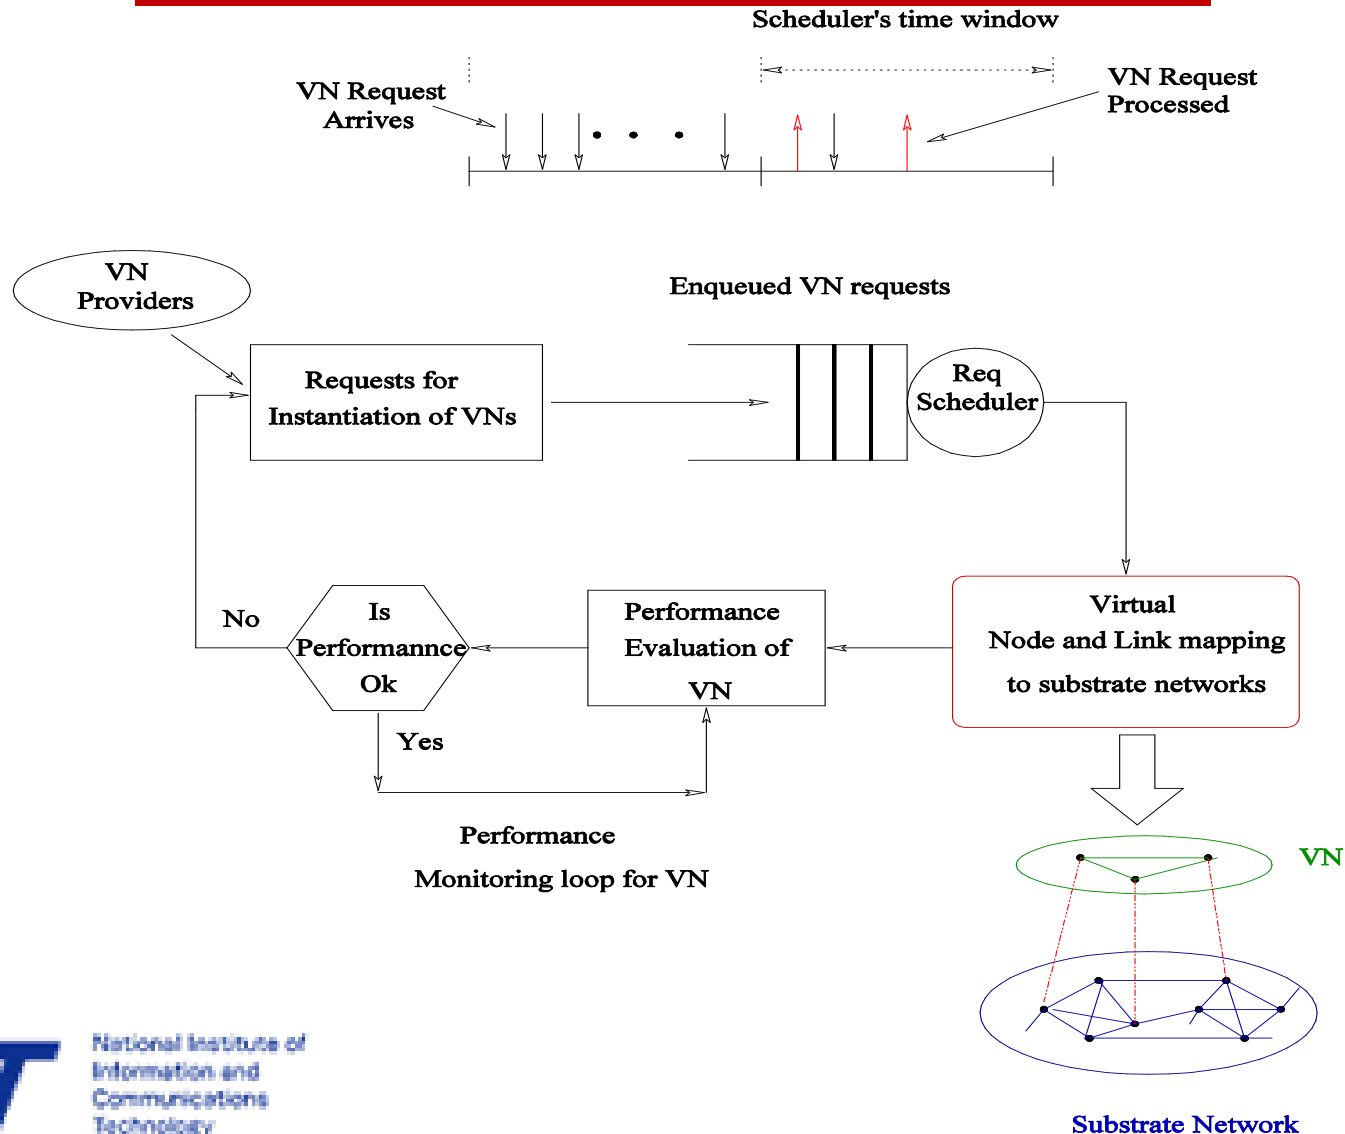 Scheduler's time window
VN Request
Arrives
VN Request
Processed
VN
Providers
Enqueued VN requests
Requests for
Instantiation of VNs
Req
Scheduler
No
Is
Performannce
Ok
Performance
Evaluation of
VN
Virtual
Node and Link mapping
to substrate networks
Yes
Performance
Monitoring loop for VN
VN
National Institute of
Information and
Communications
Technology
Substrate Network